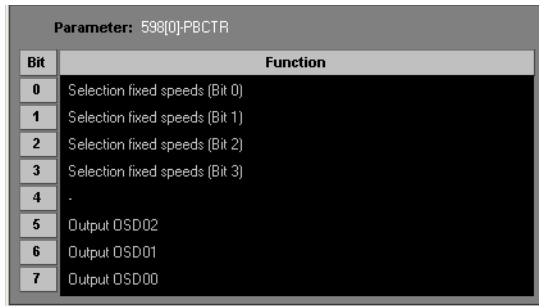 Parameter: 598[0]-PBCTR
Bit Function
0 Selection fixed speeds (Bit 0)
1 Selection fixed speeds (Bit 1)
2 Selection fixed speeds (Bit 2)
3 Selection fixed speeds (Bit 3)
4 -
5 Output OSD02
6 Output OSD01
7 Output OSD00